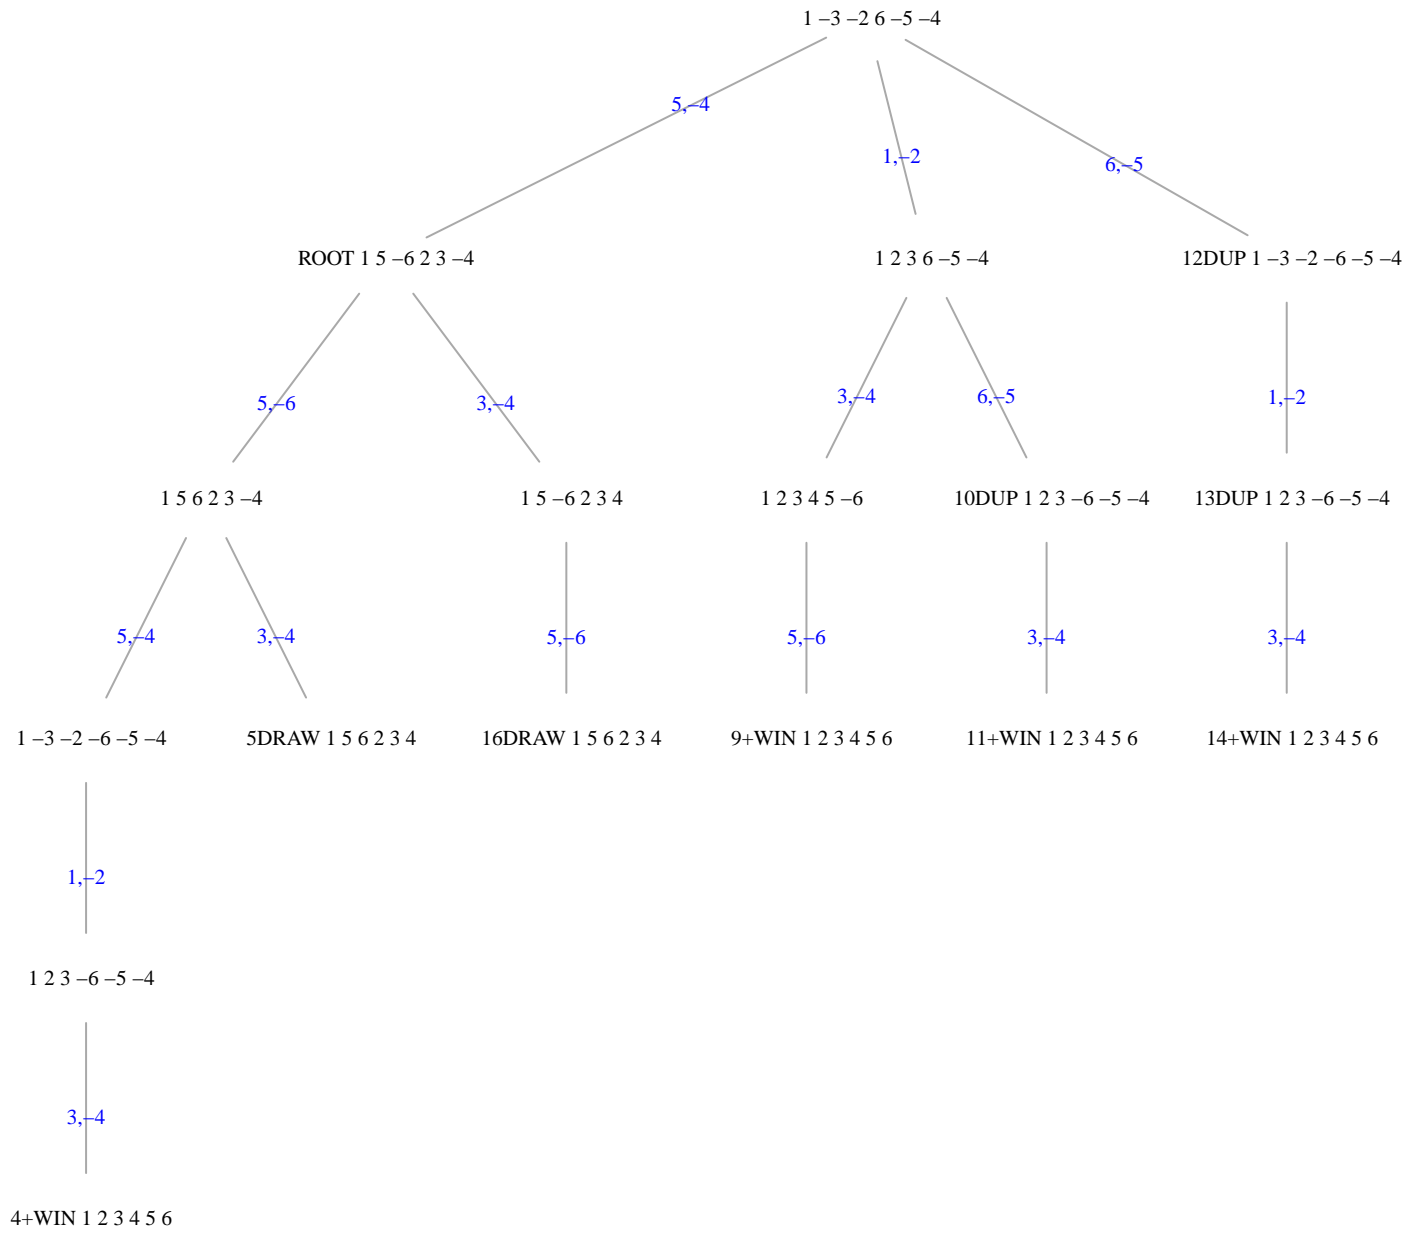 1 –3 –2 6 –5 –4
5,–4
1,–2
6,–5
ROOT 1 5 –6 2 3 –4
1 2 3 6 –5 –4
12DUP 1 –3 –2 –6 –5 –4
5,–6
3,–4
3,–4
6,–5
1,–2
1 5 6 2 3 –4
1 5 –6 2 3 4
1 2 3 4 5 –6
10DUP 1 2 3 –6 –5 –4
13DUP 1 2 3 –6 –5 –4
5,–4
3,–4
5,–6
5,–6
3,–4
3,–4
1 –3 –2 –6 –5 –4
5DRAW 1 5 6 2 3 4
16DRAW 1 5 6 2 3 4
9+WIN 1 2 3 4 5 6
11+WIN 1 2 3 4 5 6
14+WIN 1 2 3 4 5 6
1,–2
1 2 3 –6 –5 –4
3,–4
4+WIN 1 2 3 4 5 6